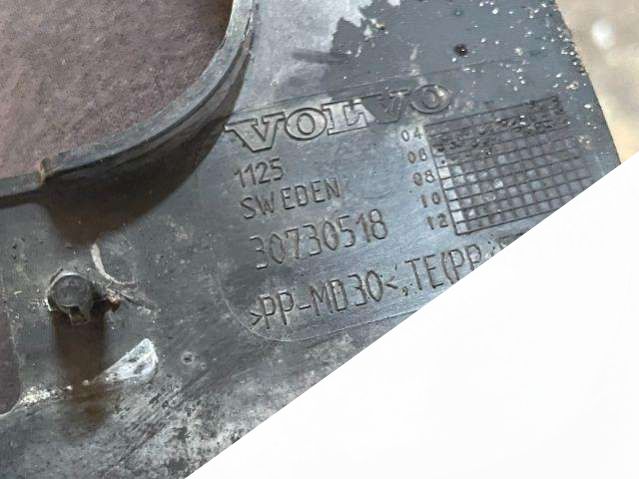 VOLVO
1125
SWEDEN
30730518
>PP-MD30<,TE(PP
04
06
08
10
12